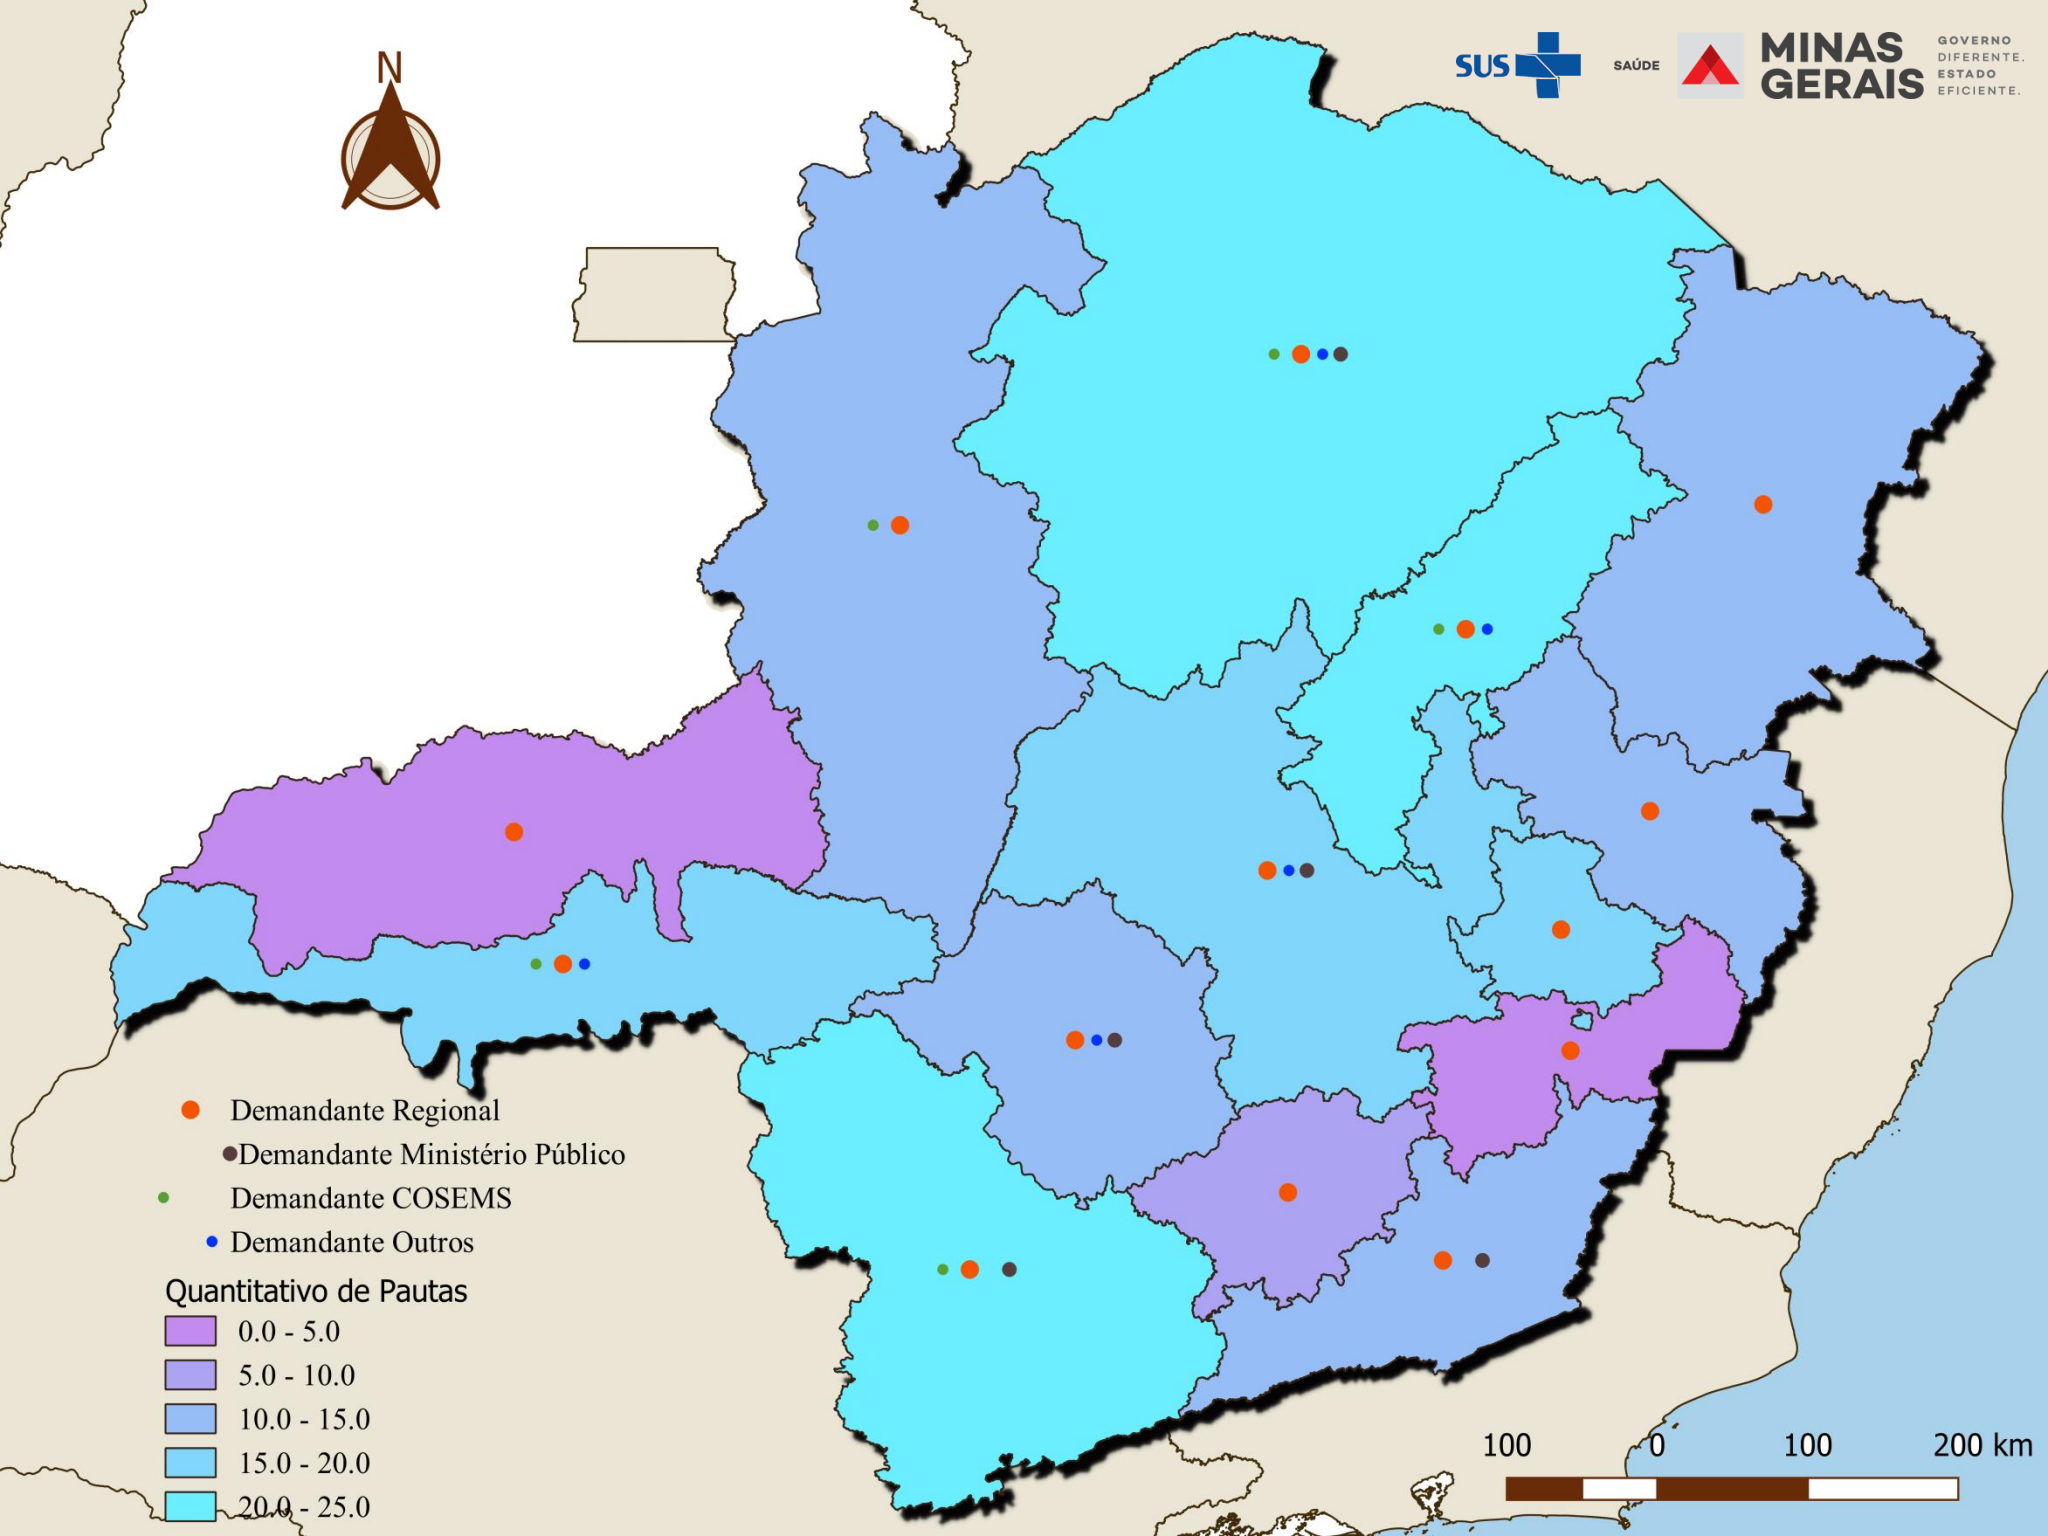 N
SUS
SAÚDE
MINAS
GERAIS
GOVERNO
DIFERENTE.
ESTADO
EFICIENTE.
Demandante Regional
Demandante Ministério Público
Demandante COSEMS
Demandante Outros
Quantitativo de Pautas
0.0 - 5.0
5.0 - 10.0
10.0 - 15.0
15.0 - 20.0
20.0 - 25.0
100 0 100 200 km